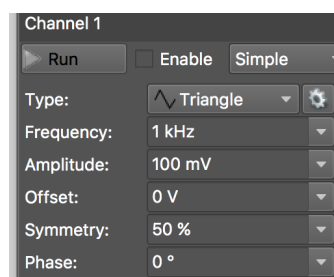 Channel 1
Run Enable Simple
Type: Triangle
Frequency: 1 kHz
Amplitude: 100 mV
Offset: 0 V
Symmetry: 50 %
Phase: 0 °